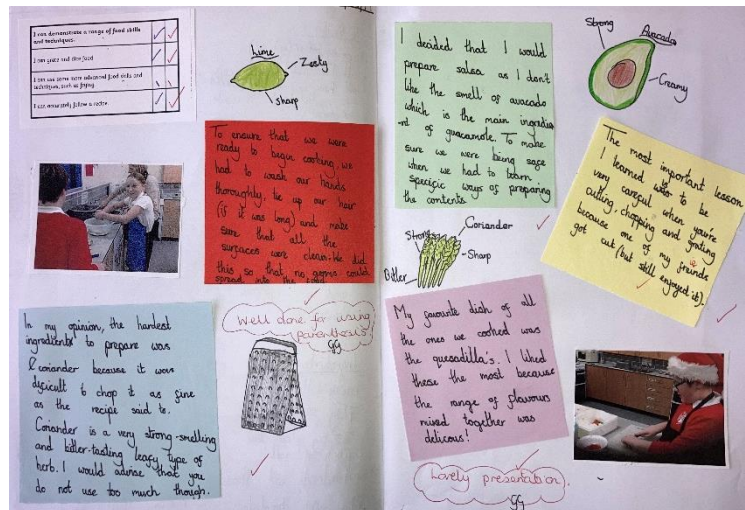 I can demonstrate a range of food skills
and techniques.
I can grate and slice food
I can use some more advanced food skills and
techniques, such as frying
I can accurately follow a recipe.
Lime
Zesty
sharp
To ensure that we were
ready to begin cooking, we
had to wash our hands
thoroughly, tie up our hair
(if it was long) and make
sure that all the
surfaces were clean. We did
this so that no germs could
spread into the food
Well done for using
parenthesis
GG
In my opinion, the hardest
ingredients to prepare was
coriander because it was
dificult to chop it as fine
as the recipe said to.
Coriander is a very strong-smelling
and bitter-tasting leafy type of
herb. I would advise that you
do not use too much though.
I decided that I would
prepare salsa as I don't
like the smell of avacado
which is the main ingredie
-nt of guacamole. To make
sure we were being safe
when we had to learn
specific ways of preparing
the contents.
Strong
Avacado
Creamy
The most important lesson
I learned was to be
very careful when you're
cutting, chopping and grating
because one of my freinds
ie
got cut (but still enjoyed it).
Strong
Coriander
Sharp
Bitter
My favourite dish of all
the ones we cooked was
the quesadilla's. I liked
these the most because
the range of flavours
mixed together was
delicous!
Lovely presentation.
GG